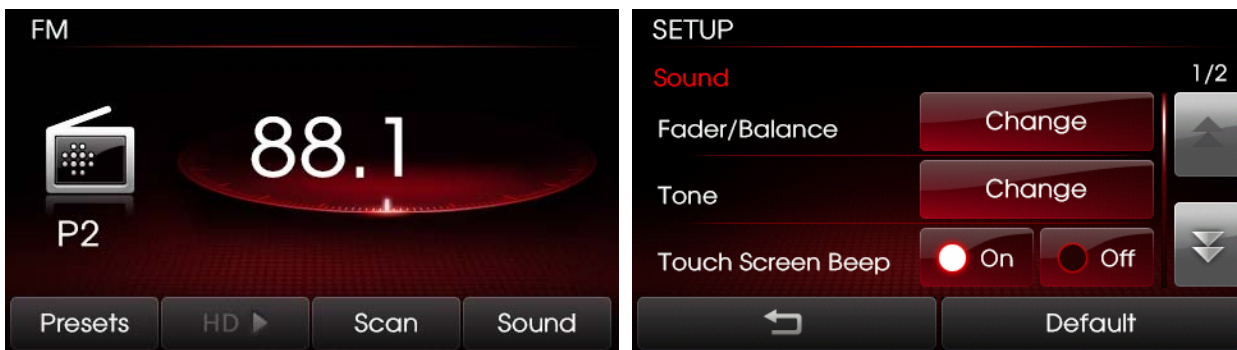 FM
88.1
P2
Presets HD Scan Sound
SETUP
Sound 1/2
Fader/Balance Change
Tone Change
Touch Screen Beep On Off
Default